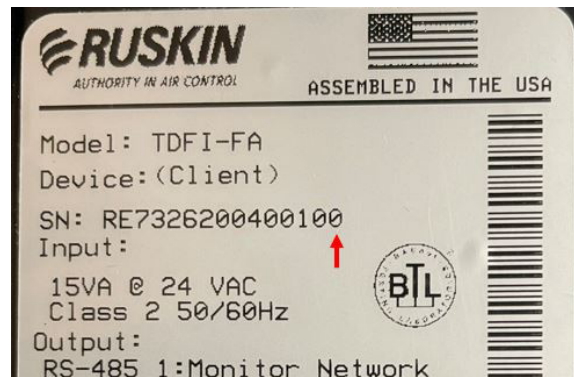 RUSKIN
AUTHORITY IN AIR CONTROL
ASSEMBLED IN THE USA
Model: TDFI-FA
Device:(Client)
SN: RE7326200400100
Input:
15VA @ 24 VAC
Class 2 50/60Hz
BTL
Output:
RS-485 1:Monitor Network